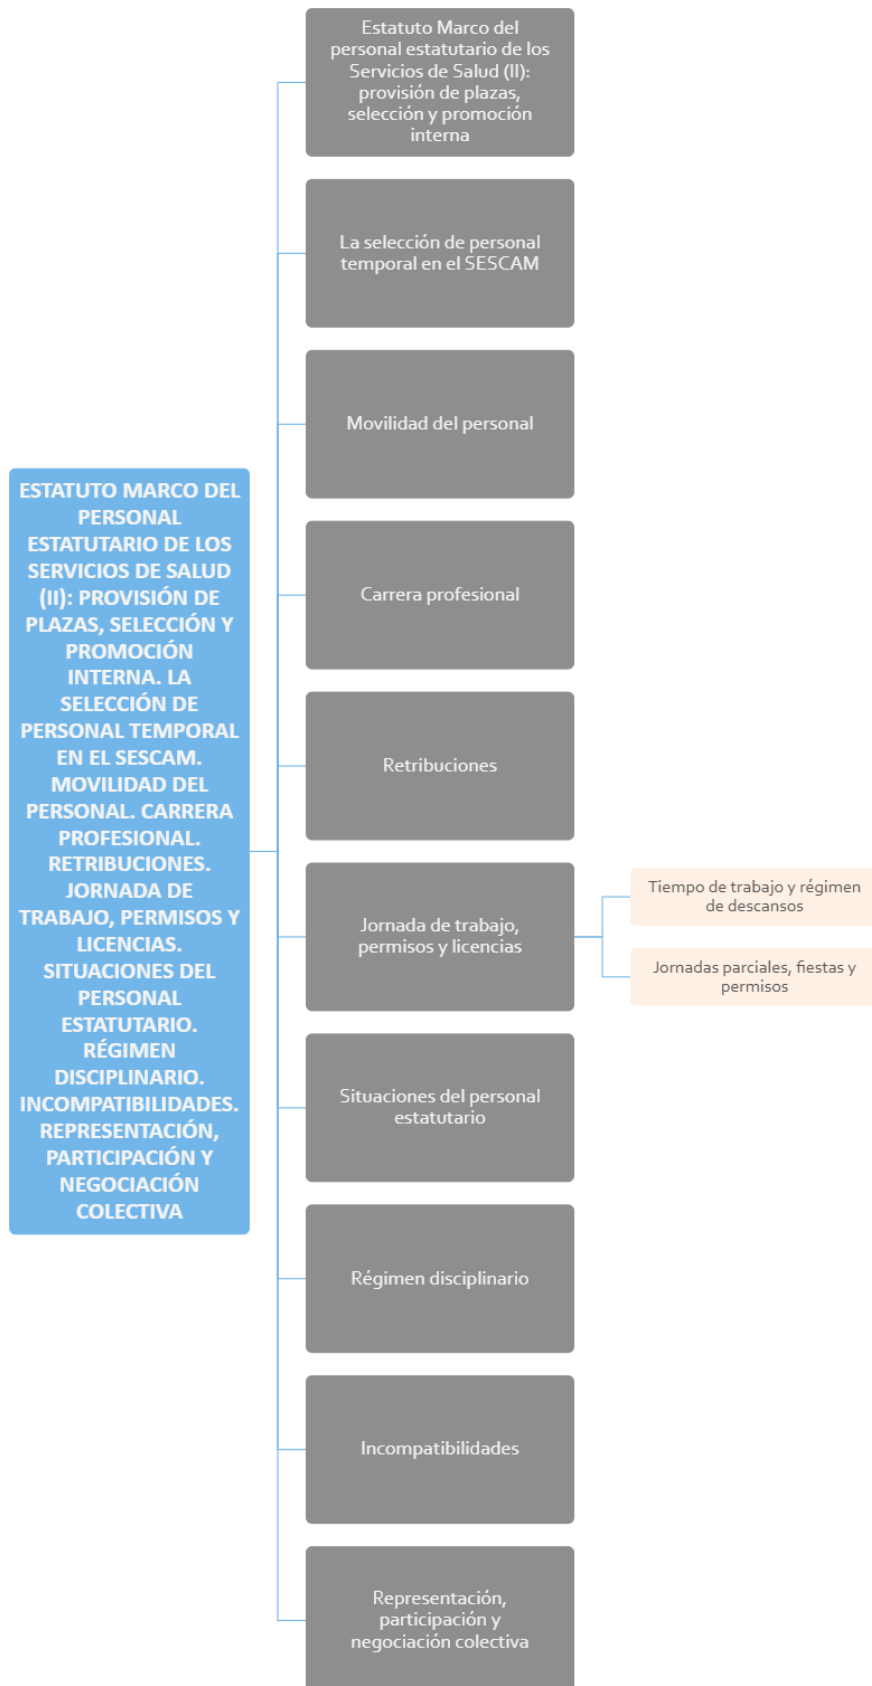 ESTATUTO MARCO DEL
PERSONAL
ESTATUTARIO DE LOS
SERVICIOS DE SALUD
(II): PROVISIÓN DE
PLAZAS, SELECCIÓN Y
PROMOCIÓN
INTERNA. LA
SELECCIÓN DE
PERSONAL TEMPORAL
EN EL SESCAM.
MOVILIDAD DEL
PERSONAL. CARRERA
PROFESIONAL.
RETRIBUCIONES.
JORNADA DE
TRABAJO, PERMISOS Y
LICENCIAS.
SITUACIONES DEL
PERSONAL
ESTATUTARIO.
RÉGIMEN
DISCIPLINARIO.
INCOMPATIBILIDADES.
REPRESENTACIÓN,
PARTICIPACIÓN Y
NEGOCIACIÓN
COLECTIVA
Estatuto Marco del
personal estatutario de los
Servicios de Salud (II):
provisión de plazas,
selección y promoción
interna
La selección de personal
temporal en el SESCAM
Movilidad del personal
Carrera profesional
Retribuciones
Jornada de trabajo,
permisos y licencias
Tiempo de trabajo y régimen
de descansos
Jornadas parciales, fiestas y
permisos
Situaciones del personal
estatutario
Régimen disciplinario
Incompatibilidades
Representación,
participación y
negociación colectiva